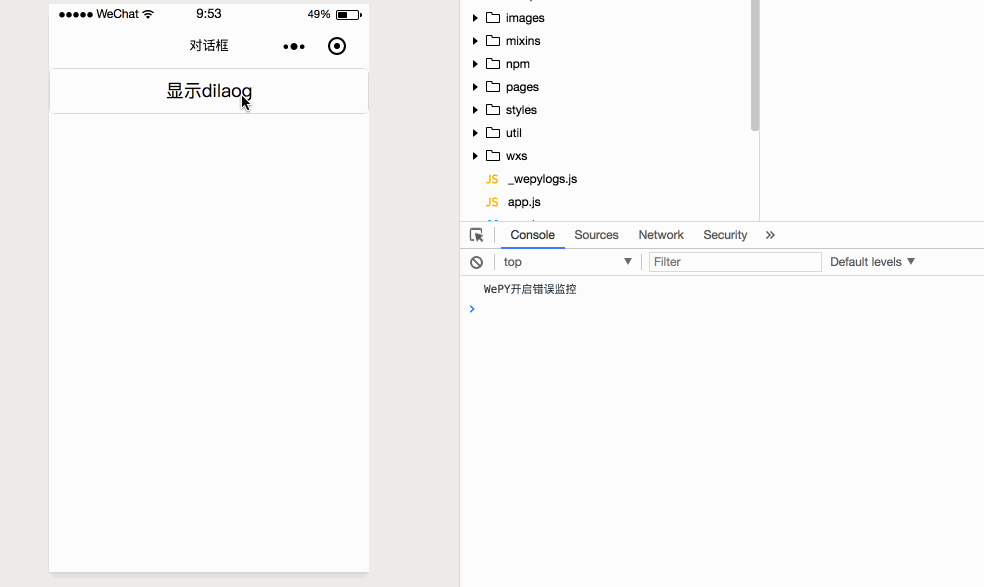 WeChat 9:53 49%
对话框
显示dilaog
images
mixins
npm
pages
styles
util
wxs
JS _wepylogs.js
JS app.js
Console Sources Network Security »
top ▼ Filter Default levels ▼
WePY开启错误监控
>